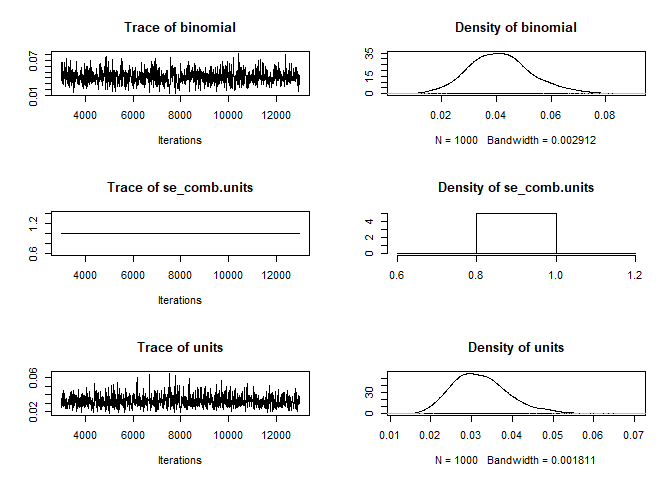 Trace of binomial
0.07
0.01
4000 6000 8000 10000 12000
Iterations
Density of binomial
35
15
0
0.02 0.04 0.06 0.08
N = 1000 Bandwidth = 0.002912
Trace of se_comb.units
1.2
0.6
4000 6000 8000 10000 12000
Iterations
Density of se_comb.units
4
2
0
0.6 0.8 1.0 1.2
Trace of units
0.06
0.02
4000 6000 8000 10000 12000
Iterations
Density of units
30
0
0.01 0.02 0.03 0.04 0.05 0.06 0.07
N = 1000 Bandwidth = 0.001811